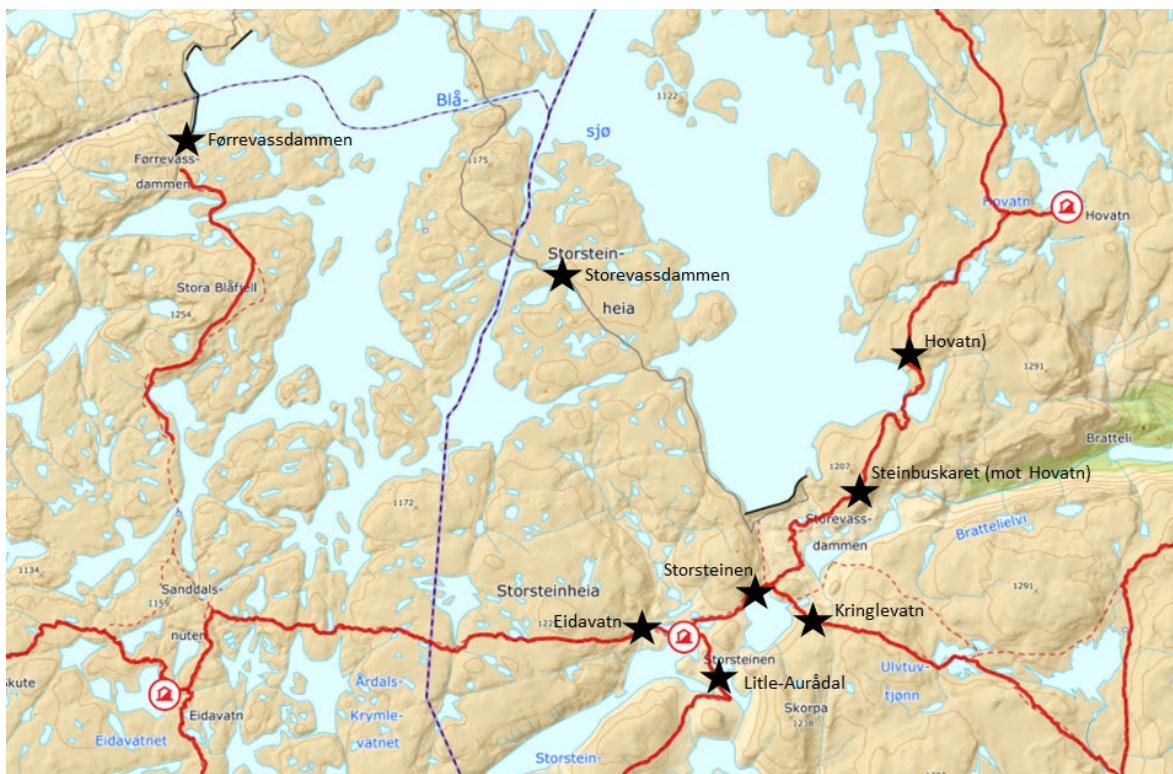 1122
Blå-
sjø
Førrevassdammen
Førrevass-
dammen
1175
Hovatn
Hovatn
Storstein-
Storevassdammen
heia
Stora Blåfjell
1254
Hovatn)
1291
Bratteli
1207
Steinbuskaret (mot Hovatn)
1172
Storevass-
dammen
Brattelielvi
1134
Storsteinen
Sanddals-
1159
nuten
Storsteinheia
1291
Eidavatn
Kringlevatn
Storsteinen
Ulvtuv-
tjønn
Litle-Aurådal
Skorpa
1238
Skute
Årdals-
Krymle-
vatnet
Eidavatn
Eidavatnet
Storstein-